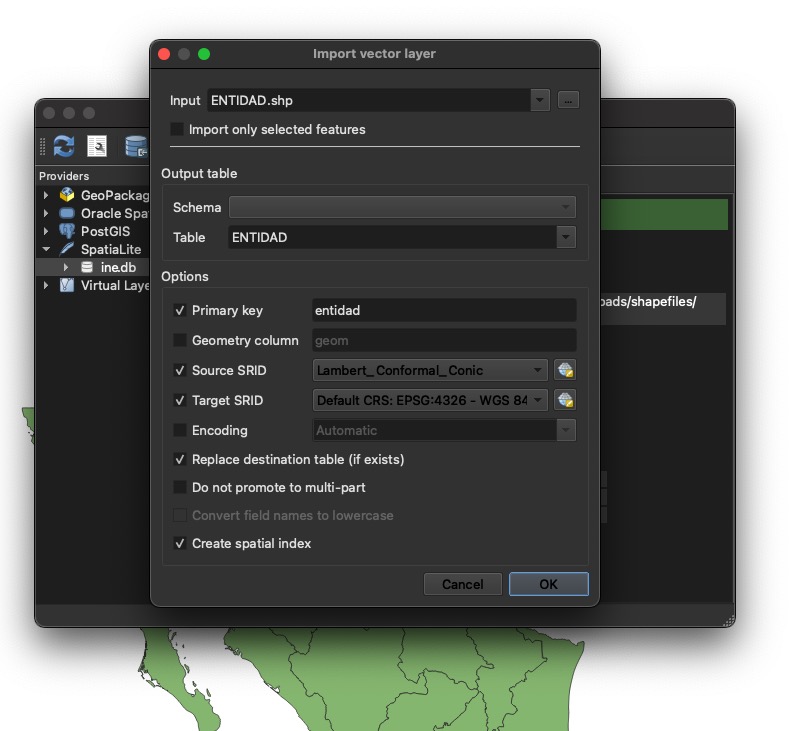 Import vector layer
Input ENTIDAD.shp ...
Import only selected features
Output table
Schema
Table ENTIDAD
Options
Primary key entidad
Geometry column geom
Source SRID Lambert_Conformal_Conic
Target SRID Default CRS: EPSG:4326 - WGS 84
Encoding Automatic
Replace destination table (if exists)
Do not promote to multi-part
Convert field names to lowercase
Create spatial index
Cancel OK
Providers
GeoPackag
Oracle Spa
PostGIS
SpatiaLite
ine.db
Virtual Laye
oads/shapefiles/